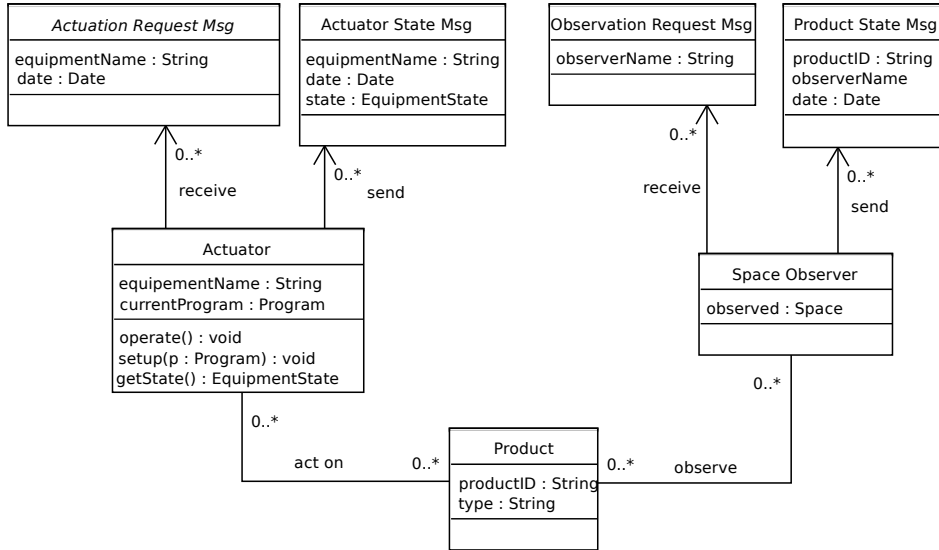 Actuation Request Msg
equipmentName : String
date : Date
Actuator State Msg
equipmentName : String
date : Date
state : EquipmentState
Observation Request Msg
observerName : String
Product State Msg
productID : String
observerName
date : Date
0..*
receive
0..*
send
0..*
receive
0..*
send
Actuator
equipementName : String
currentProgram : Program
operate() : void
setup(p : Program) : void
getState() : EquipmentState
Space Observer
observed : Space
0..*
act on
0..*
Product
productID : String
type : String
0..*
observe
0..*